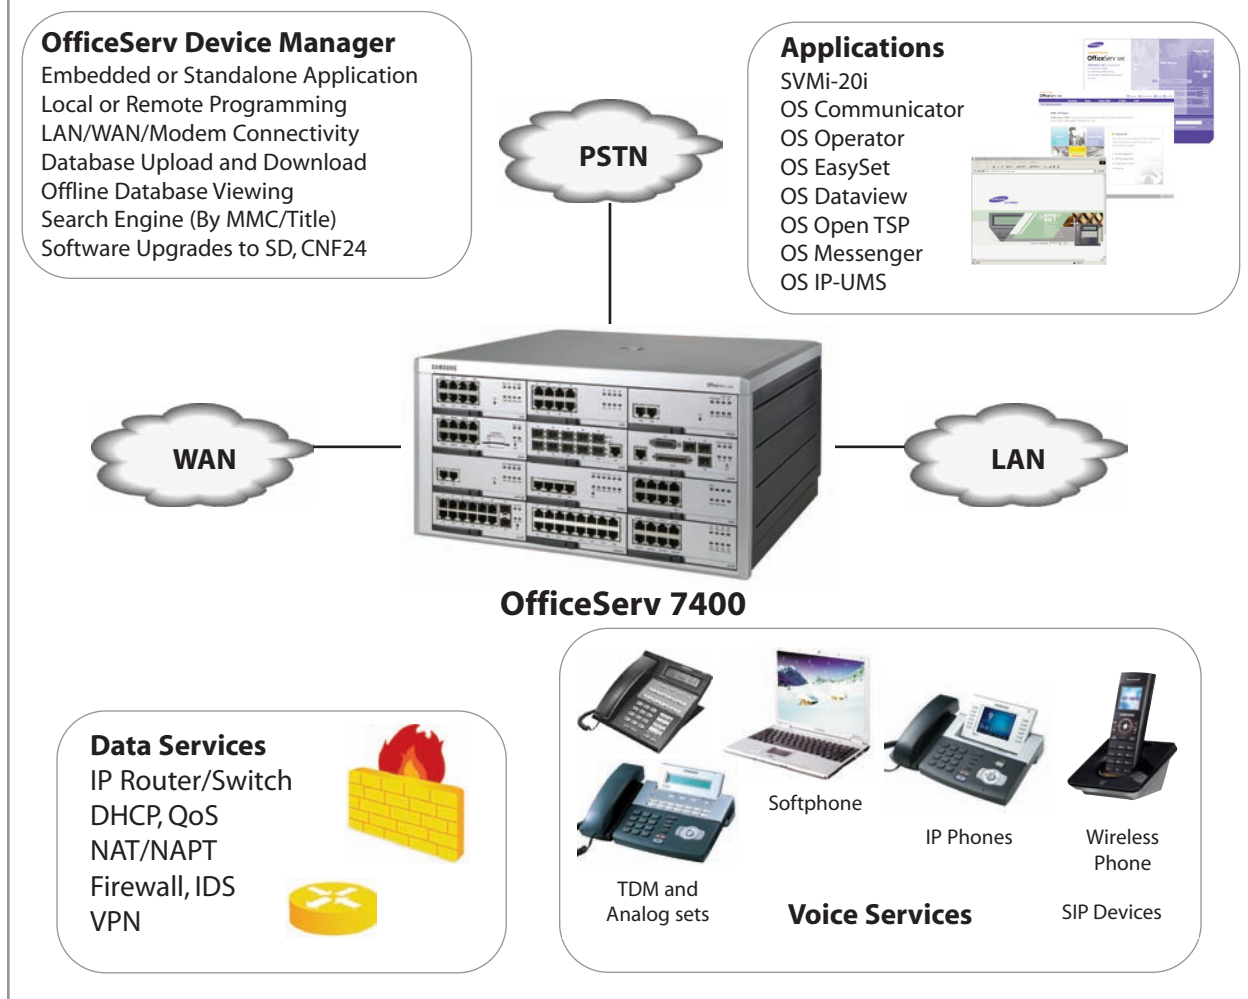 OfficeServ Device Manager
Embedded or Standalone Application
Local or Remote Programming
LAN/WAN/Modem Connectivity
Database Upload and Download
Offline Database Viewing
Search Engine (By MMC/Title)
Software Upgrades to SD, CNF24
PSTN
Applications
SVMi-20i
OS Communicator
OS Operator
OS EasySet
OS Dataview
OS Open TSP
OS Messenger
OS IP-UMS
WAN
SAMSUNG
LAN
OfficeServ 7400
Data Services
IP Router/Switch
DHCP, QoS
NAT/NAPT
Firewall, IDS
VPN
Softphone
IP Phones
Wireless
Phone
TDM and
Analog sets
Voice Services
SIP Devices